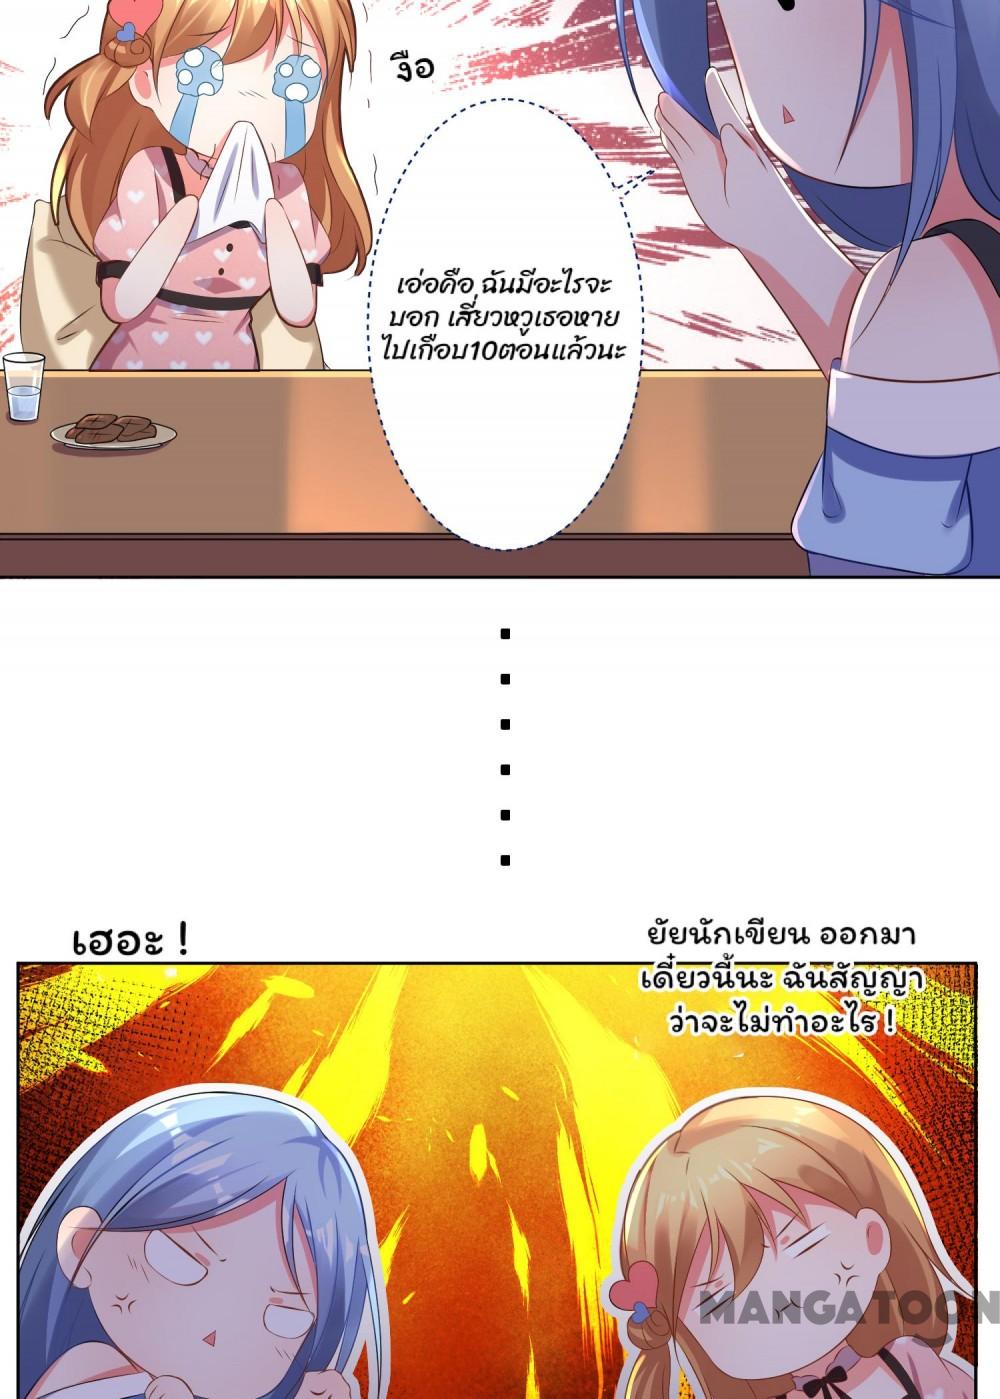 งือ
เอ่อคือ ฉันมีอะไรจะ
บอก เสี่ยวหวูเธอหาย
ไปเกือบ10ตอนแล้วนะ
เฮอะ !
ยัยนักเขียน ออกมา
เดี๋ยวนี้นะ ฉันสัญญา
ว่าจะไม่ทำอะไร !
MANGATOON